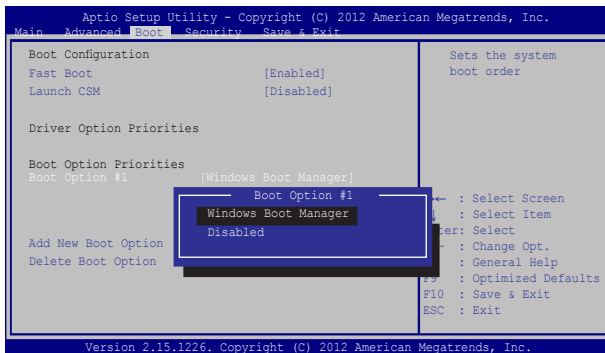 Aptio Setup Utility - Copyright (C) 2012 American Megatrends, Inc.
Main Advanced Boot Security Save & Exit
Boot Configuration
Fast Boot [Enabled]
Launch CSM [Disabled]
Driver Option Priorities
Boot Option Priorities
Boot Option #1 [Windows Boot Manager]
Boot Option #1
Windows Boot Manager
Disabled
Add New Boot Option
Delete Boot Option
Sets the system
boot order
: Select Screen
: Select Item
: Select
: Change Opt.
: General Help
F9 : Optimized Defaults
F10 : Save & Exit
ESC : Exit
Version 2.15.1226. Copyright (C) 2012 American Megatrends, Inc.